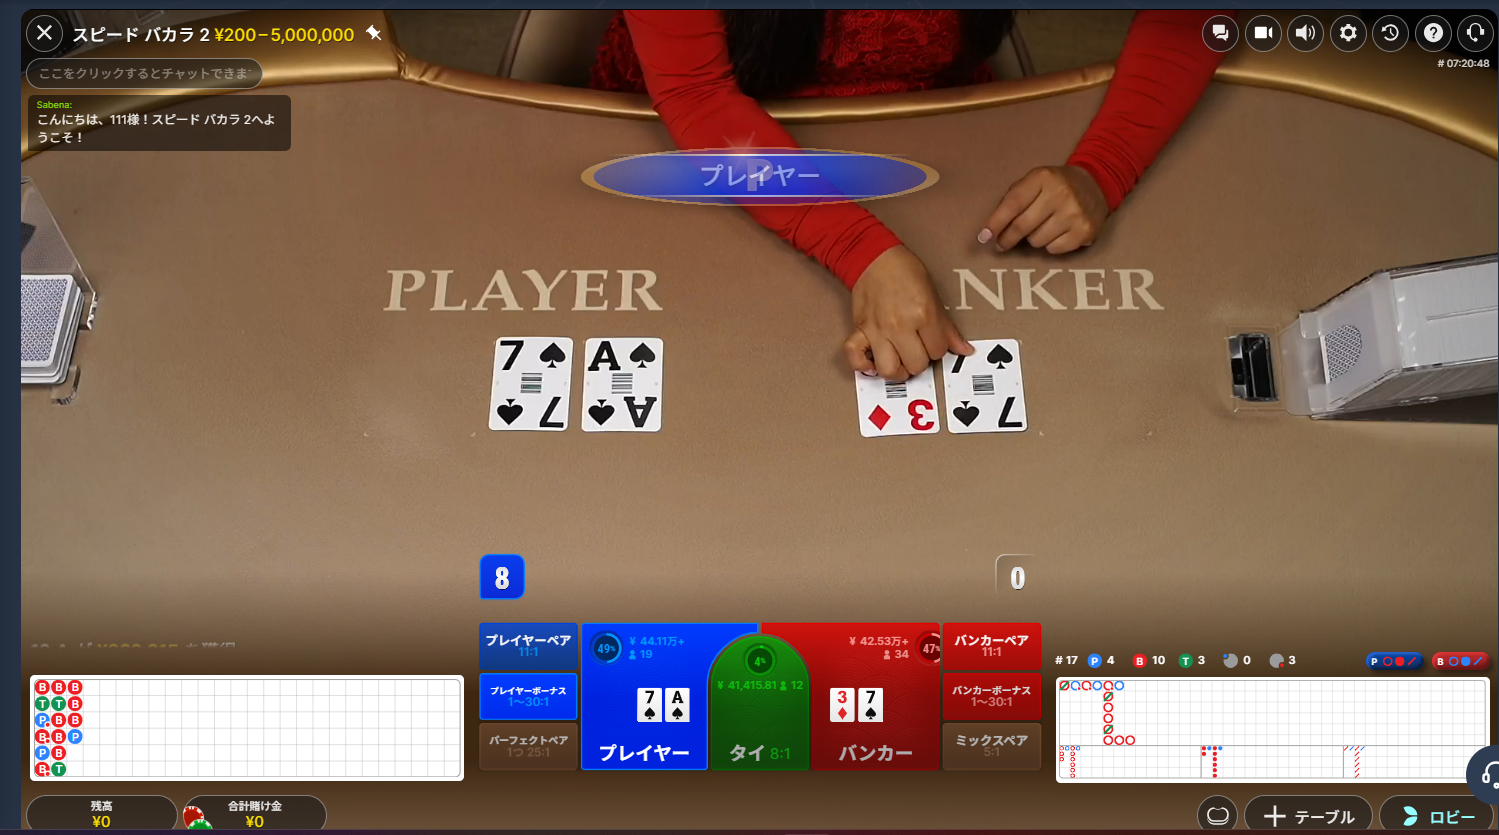 スピード バカラ 2 ¥200–5,000,000
# 07:20:48
ここをクリックするとチャットできま
Sabena:
こんにちは、111様！スピード バカラ 2へよ
うこそ！
プレイヤー
P
PLAYER
NKER
7 A
7 A
7
3 7
8 0
プレイヤーペア
11:1
プレイヤーボーナス
1〜30:1
パーフェクトペア
1つ 25:1
49%
¥ 44.11万+
19
7 A
プレイヤー
4%
¥ 41,415.81 12
タイ 8:1
¥ 42.53万+
34
47%
3 7
バンカー
バンカーペア
11:1
バンカーボーナス
1〜30:1
ミックスペア
5:1
# 17 P 4 B 10 T 3 0 3
P B
B B B
T T B
P B B
B B P
P B
B T
残高
¥0
合計賭け金
¥0
テーブル
ロビー